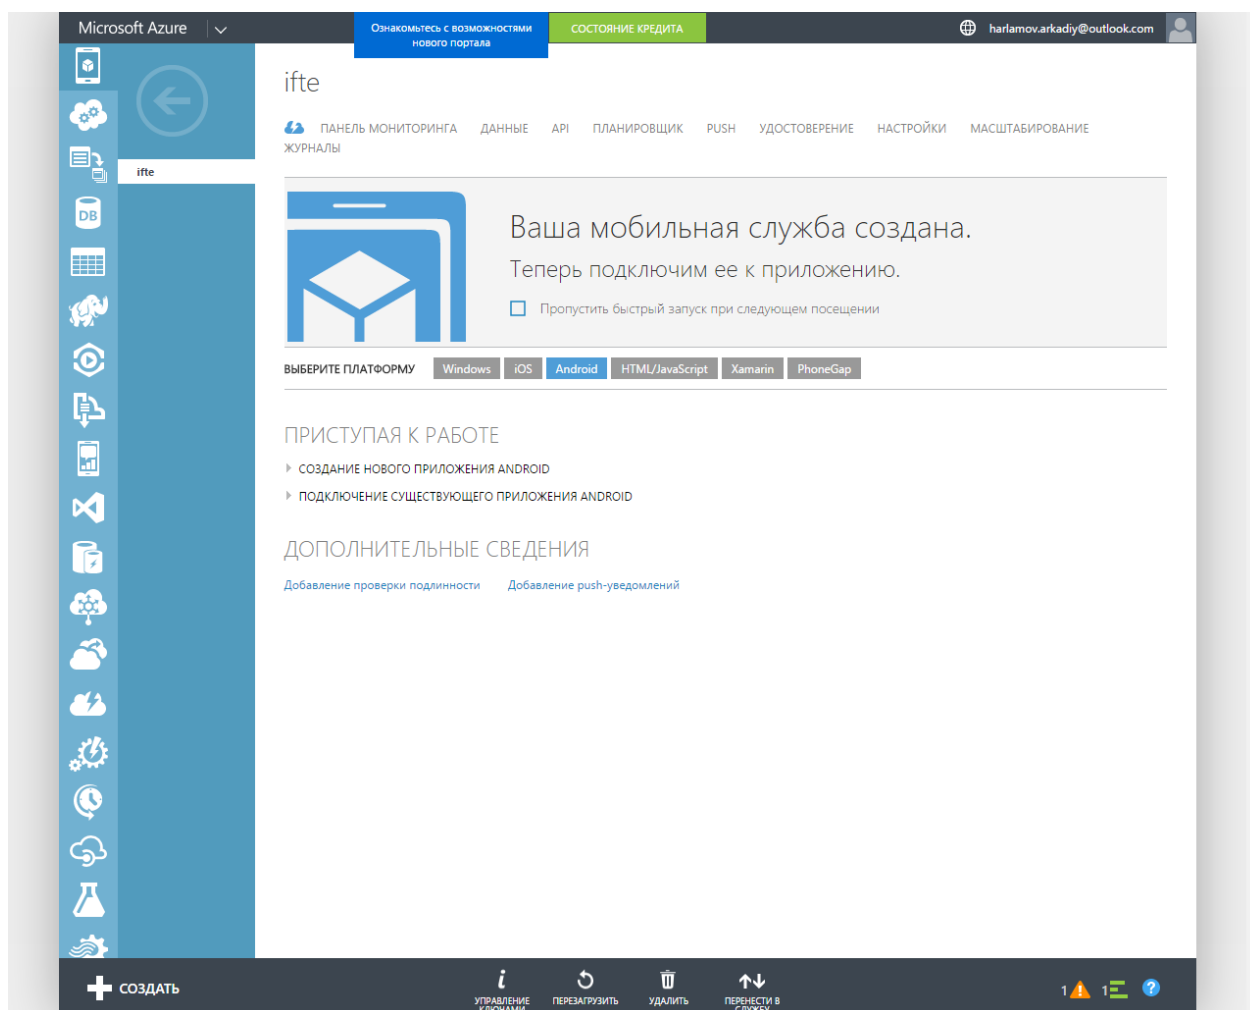 Microsoft Azure
Ознакомьтесь с возможностями
нового портала
СОСТОЯНИЕ КРЕДИТА
harlamov.arkadiy@outlook.com
ifte
ПАНЕЛЬ МОНИТОРИНГА ДАННЫЕ API ПЛАНИРОВЩИК PUSH УДОСТОВЕРЕНИЕ НАСТРОЙКИ МАСШТАБИРОВАНИЕ
ЖУРНАЛЫ
ifte
DB
Ваша мобильная служба создана.
Теперь подключим ее к приложению.
Пропустить быстрый запуск при следующем посещении
ВЫБЕРИТЕ ПЛАТФОРМУ Windows iOS Android HTML/JavaScript Xamarin PhoneGap
ПРИСТУПАЯ К РАБОТЕ
СОЗДАНИЕ НОВОГО ПРИЛОЖЕНИЯ ANDROID
ПОДКЛЮЧЕНИЕ СУЩЕСТВУЮЩЕГО ПРИЛОЖЕНИЯ ANDROID
ДОПОЛНИТЕЛЬНЫЕ СВЕДЕНИЯ
Добавление проверки подлинности Добавление push-уведомлений
СОЗДАТЬ
УПРАВЛЕНИЕ
КЛЮЧАМИ
ПЕРЕЗАГРУЗИТЬ
УДАЛИТЬ
ПЕРЕНЕСТИ В
СЛУЖБУ
1 1 ?